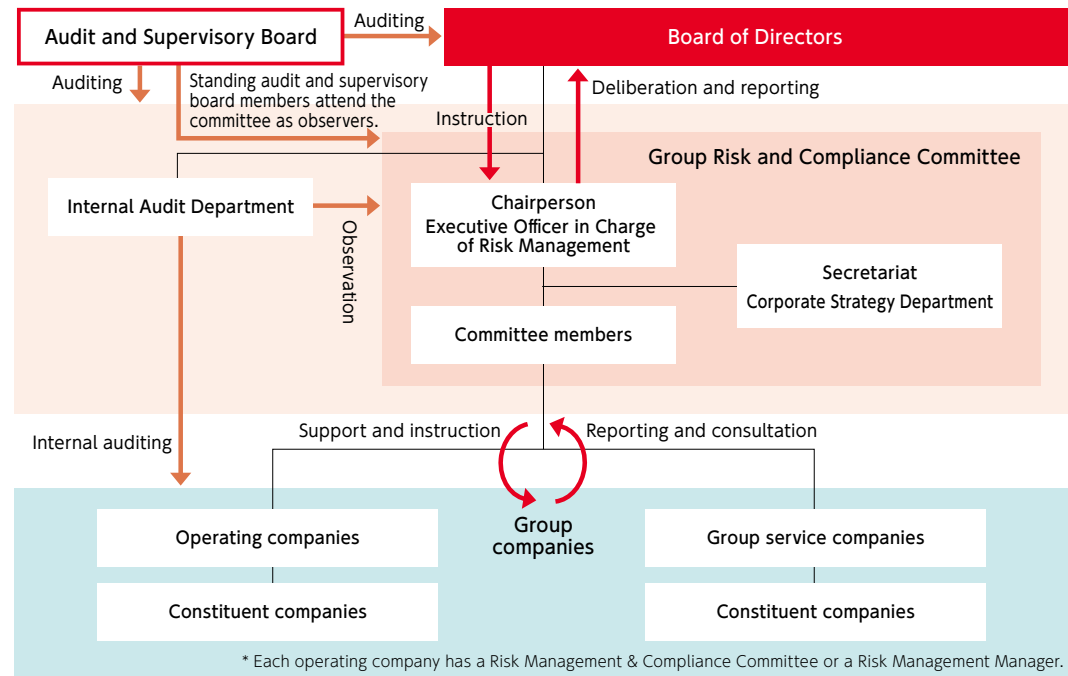 Audit and Supervisory Board
Auditing
Board of Directors
Auditing
Standing audit and supervisory
board members attend the
committee as observers.
Instruction
Deliberation and reporting
Group Risk and Compliance Committee
Internal Audit Department
Observation
Chairperson
Executive Officer in Charge
of Risk Management
Secretariat
Corporate Strategy Department
Committee members
Internal auditing
Support and instruction
Reporting and consultation
Operating companies
Group
companies
Group service companies
Constituent companies
Constituent companies
* Each operating company has a Risk Management & Compliance Committee or a Risk Management Manager.